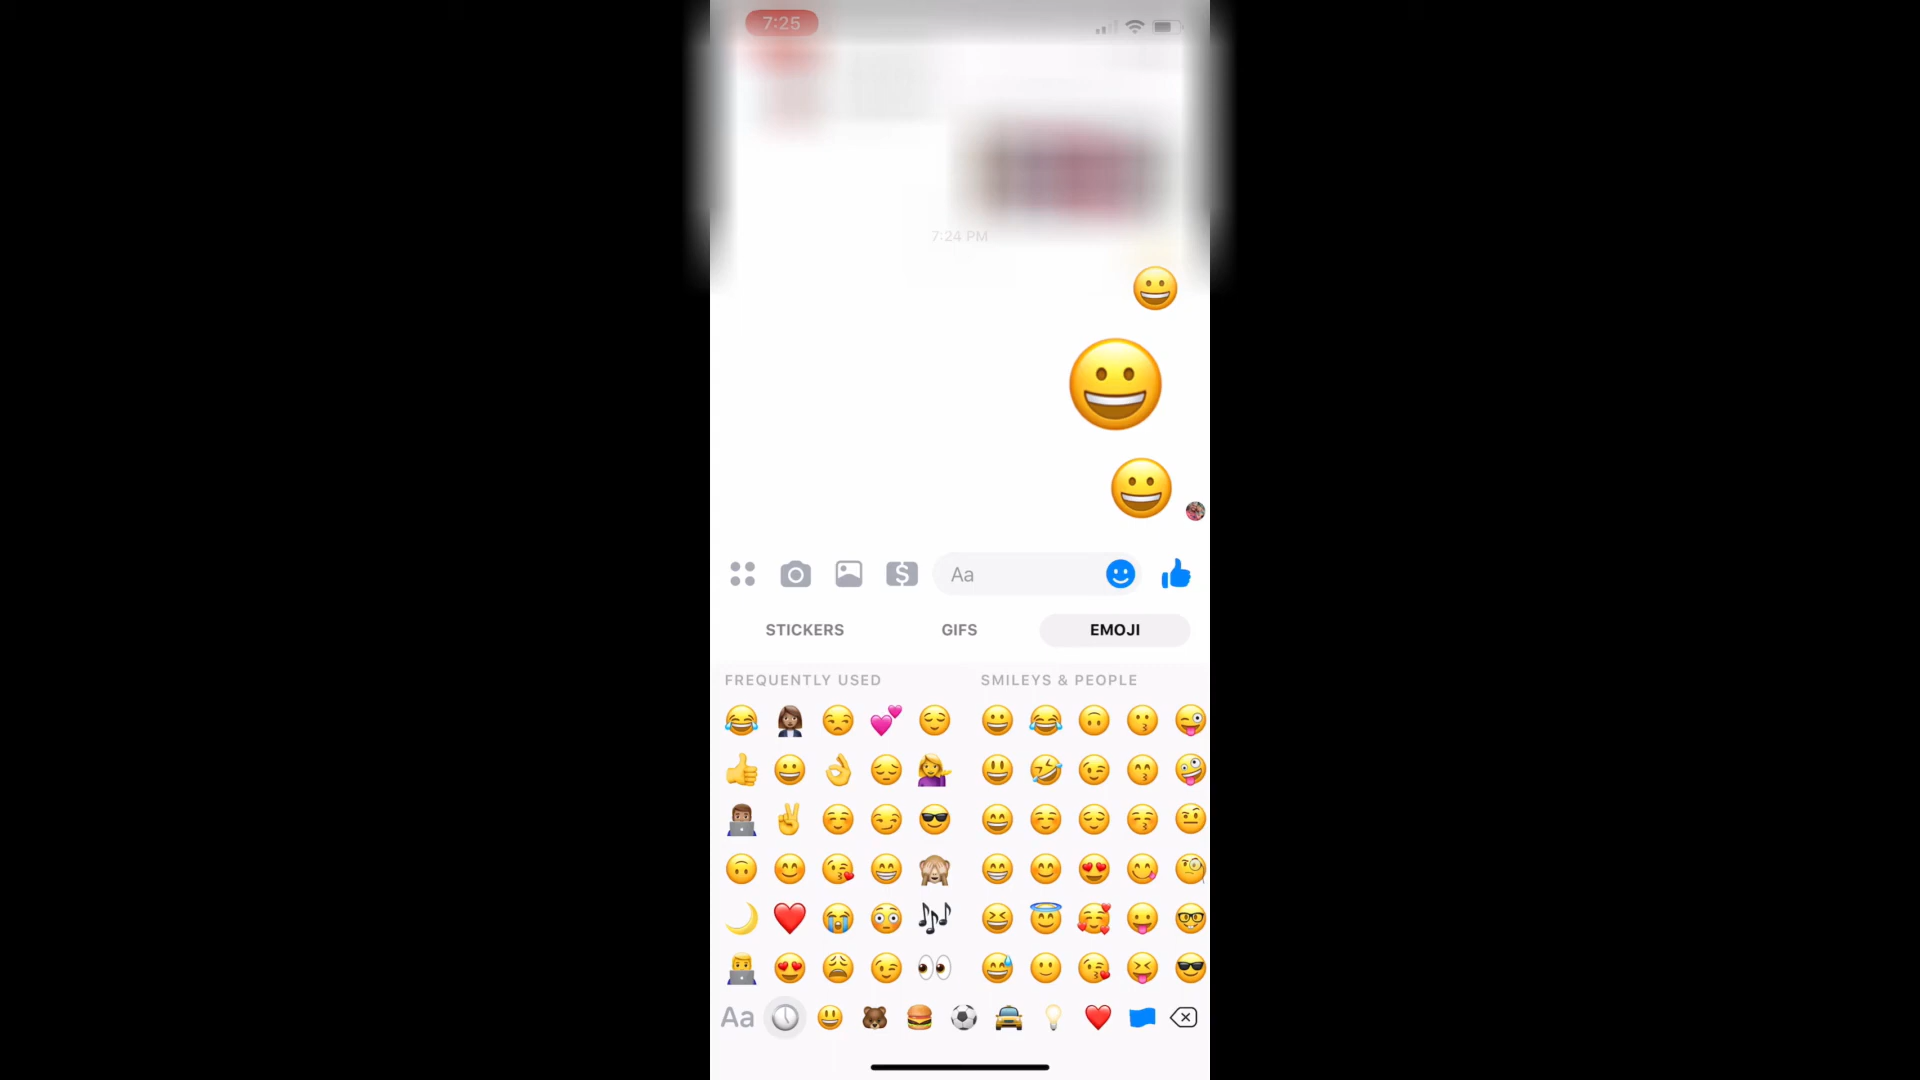 7:25
7:24 PM
Aa
STICKERS GIFS EMOJI
FREQUENTLY USED SMILEYS & PEOPLE
Aa